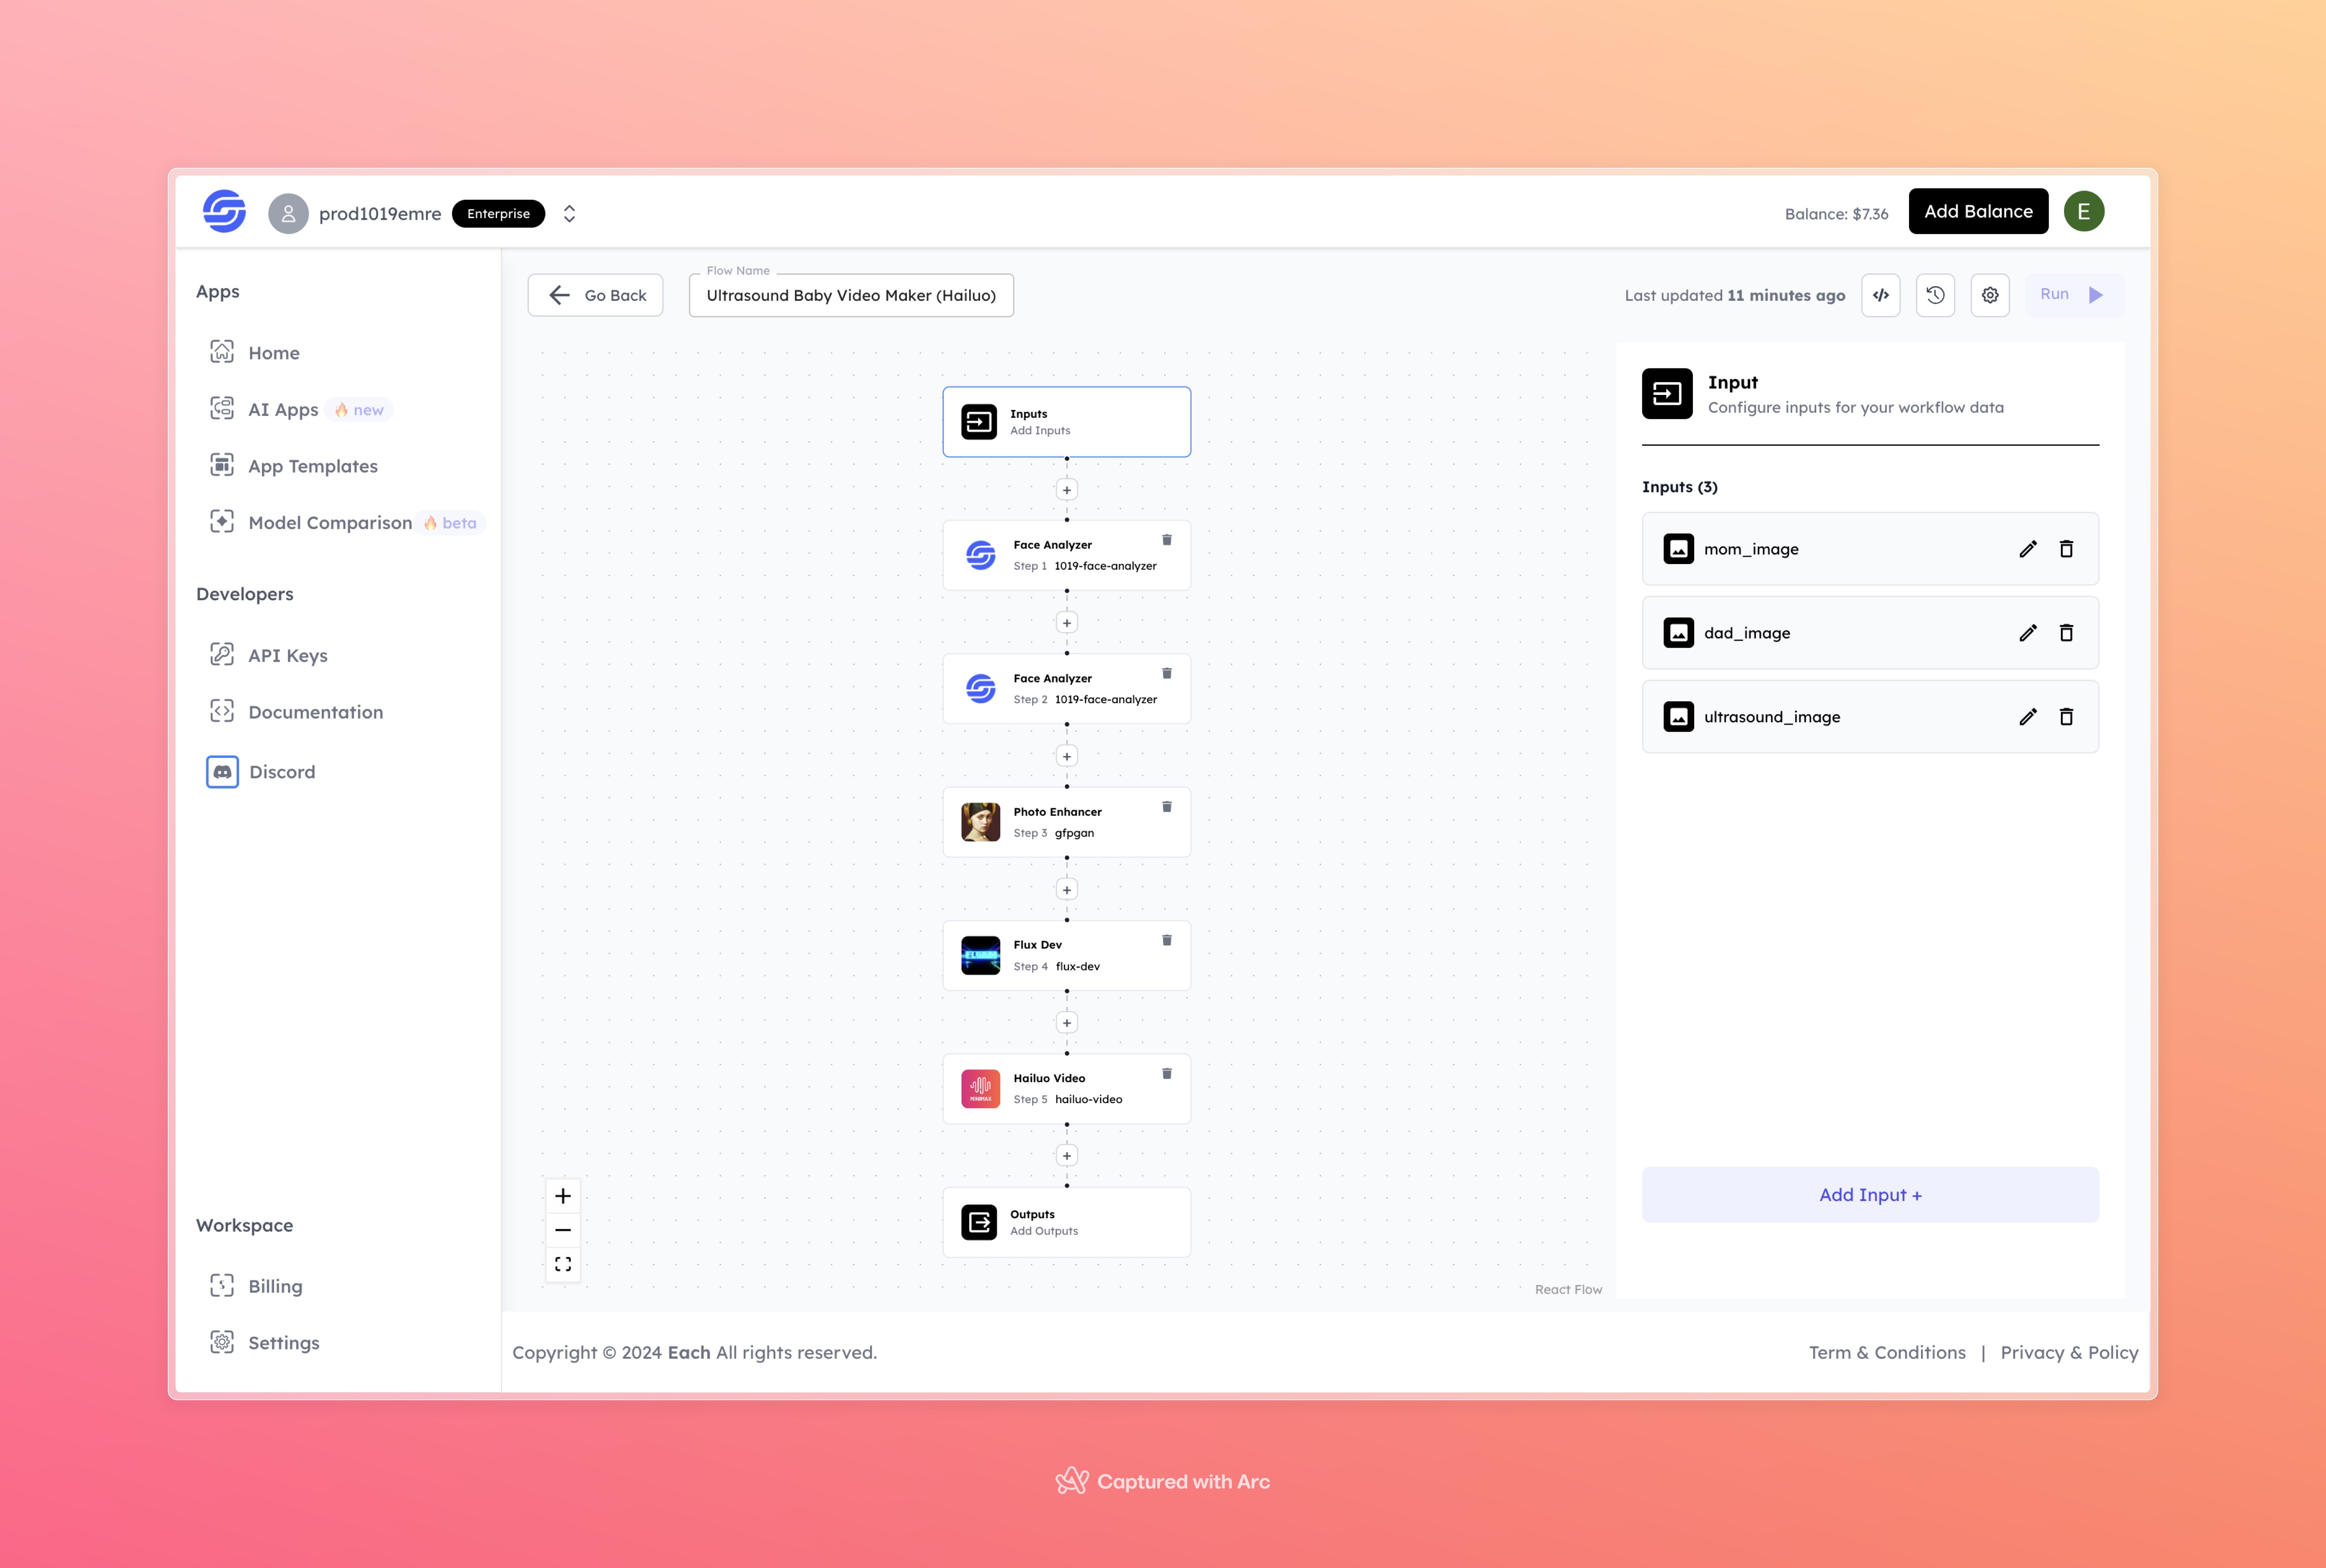 prod1019emre Enterprise
Balance: $7.36 Add Balance E
Apps
Home
AI Apps 🔥 new
App Templates
Model Comparison 🔥 beta
Developers
API Keys
Documentation
Discord
Workspace
Billing
Settings
Go Back
Flow Name
Ultrasound Baby Video Maker (Hailuo)
Last updated 11 minutes ago
</> Run
Inputs
Add Inputs
Face Analyzer
Step 1 1019-face-analyzer
Face Analyzer
Step 2 1019-face-analyzer
Photo Enhancer
Step 3 gfpgan
Flux Dev
Step 4 flux-dev
Hailuo Video
Step 5 hailuo-video
MINIMAX
Outputs
Add Outputs
React Flow
Input
Configure inputs for your workflow data
Inputs (3)
mom_image
dad_image
ultrasound_image
Add Input +
Copyright © 2024 Each All rights reserved.
Term & Conditions | Privacy & Policy
Captured with Arc